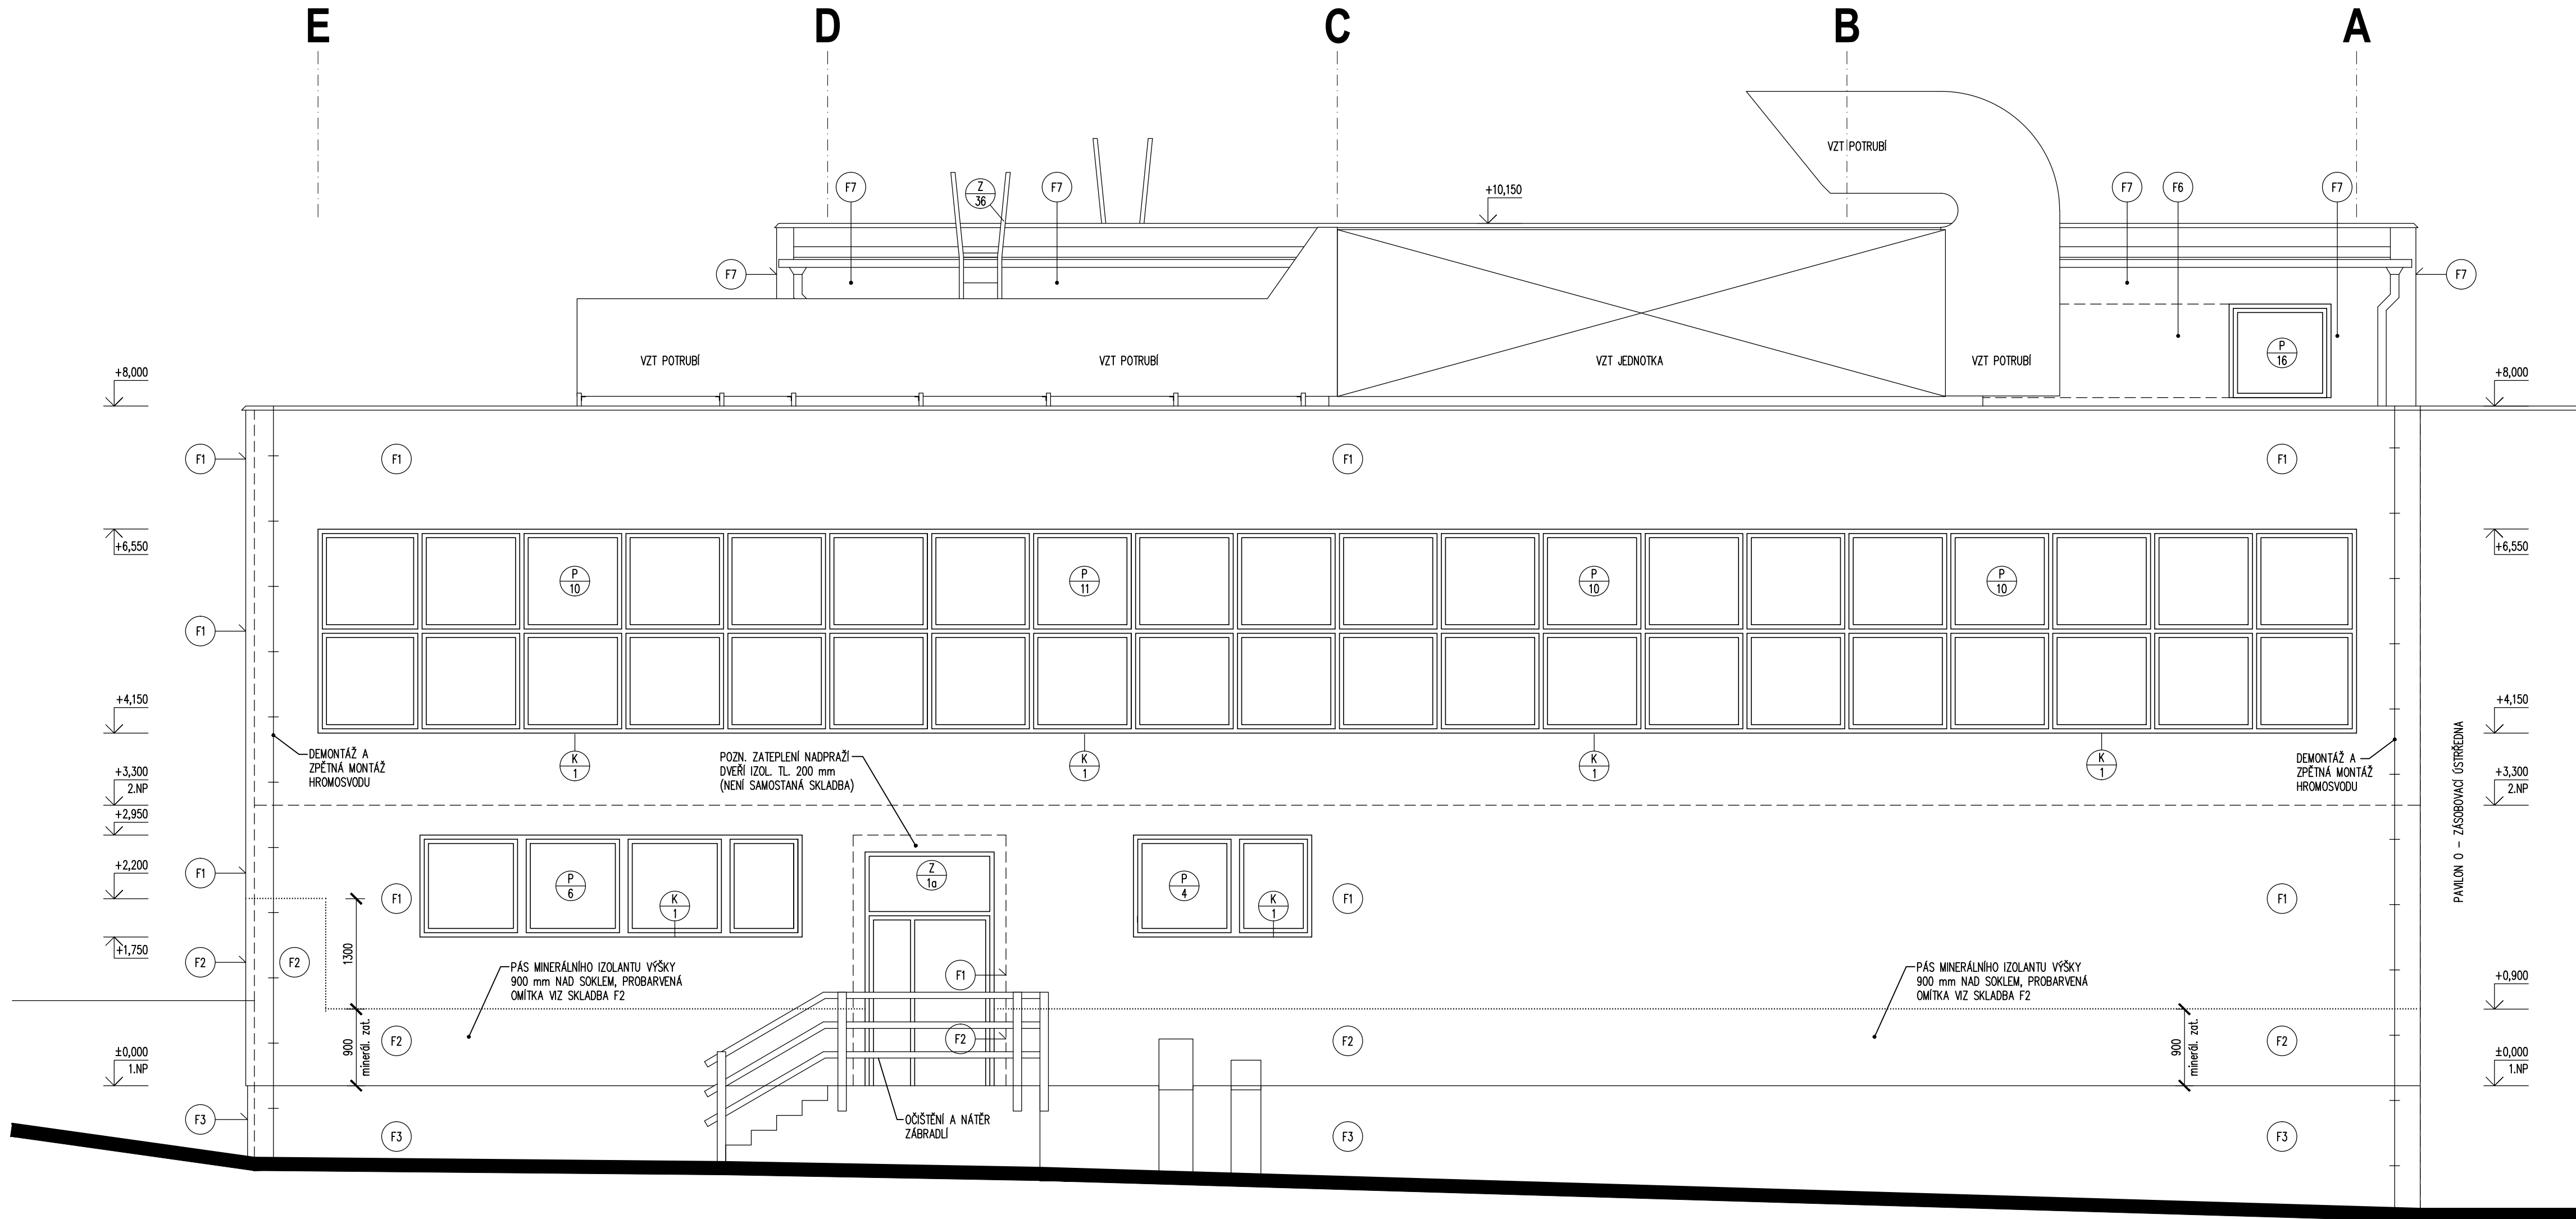 E D C B A
VZT POTRUBÍ
F7 Z F7 F7 F6 F7
36
+10,150
F7 F7
VZT POTRUBÍ VZT POTRUBÍ VZT JEDNOTKA VZT POTRUBÍ
P
16
+8,000 +8,000
F1 F1 F1 F1
+6,550 +6,550
P P P P
10 11 10 10
F1
+4,150 +4,150
DEMONTÁŽ A
ZPĚTNÁ MONTÁŽ
HROMOSVODU
POZN. ZATEPLENÍ NADPRAŽÍ
DVEŘÍ IZOL. TL. 200 mm
(NENÍ SAMOSTANÁ SKLADBA)
K K K K
1 1 1 1
DEMONTÁŽ A
ZPĚTNÁ MONTÁŽ
HROMOSVODU
PAVILON O – ZÁSOBOVACÍ ÚSTRŘEDNA
+3,300 +3,300
2.NP 2.NP
+2,950
+2,200
F1 F1 F1 F1
P
6
K
1
Z
1a
P
4
K
1
+1,750
F2 F2
1300
PÁS MINERÁLNÍHO IZOLANTU VÝŠKY
900 mm NAD SOKLEM, PROBARVENÁ
OMÍTKA VIZ SKLADBA F2
F1
PÁS MINERÁLNÍHO IZOLANTU VÝŠKY
900 mm NAD SOKLEM, PROBARVENÁ
OMÍTKA VIZ SKLADBA F2
+0,900
900
minerál. zat.
F2 F2 F2 F2
900
minerál. zat.
±0,000 ±0,000
1.NP 1.NP
F3 F3 F3 F3
OČIŠTĚNÍ A NÁTĚR
ZÁBRADLÍ